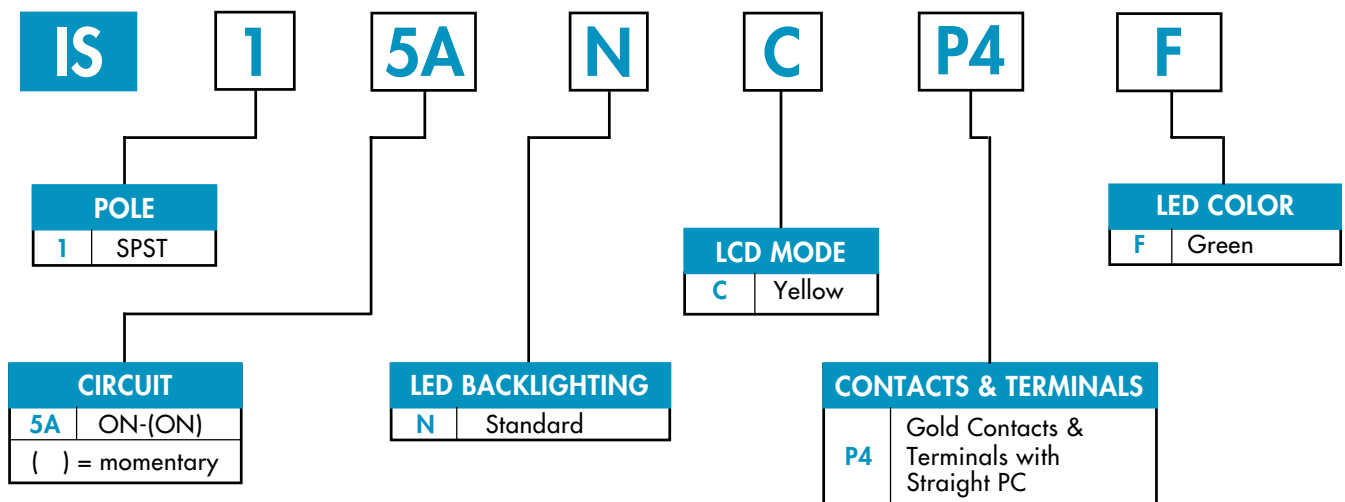 IS 1 5A N C P4 F
POLE
1 SPST
LED COLOR
F Green
LCD MODE
C Yellow
CIRCUIT
5A ON-(ON)
( ) = momentary
LED BACKLIGHTING
N Standard
CONTACTS & TERMINALS
P4 Gold Contacts &
Terminals with
Straight PC